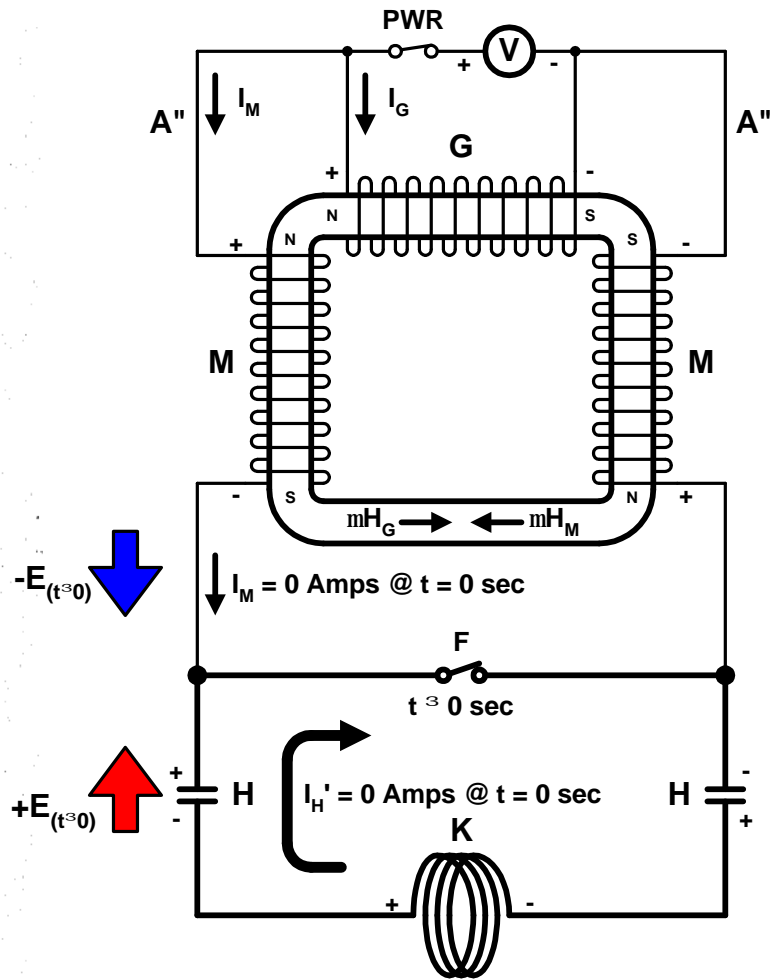 PWR
+ V -
A" I_M I_G A"
G
+ -
N S
N S
+ -
M M
- S N +
mH_G mH_M
-E_(t³0)
I_M = 0 Amps @ t = 0 sec
F
t ³ 0 sec
+ -
H I_H' = 0 Amps @ t = 0 sec H
+E_(t³0)
- +
K
+ -